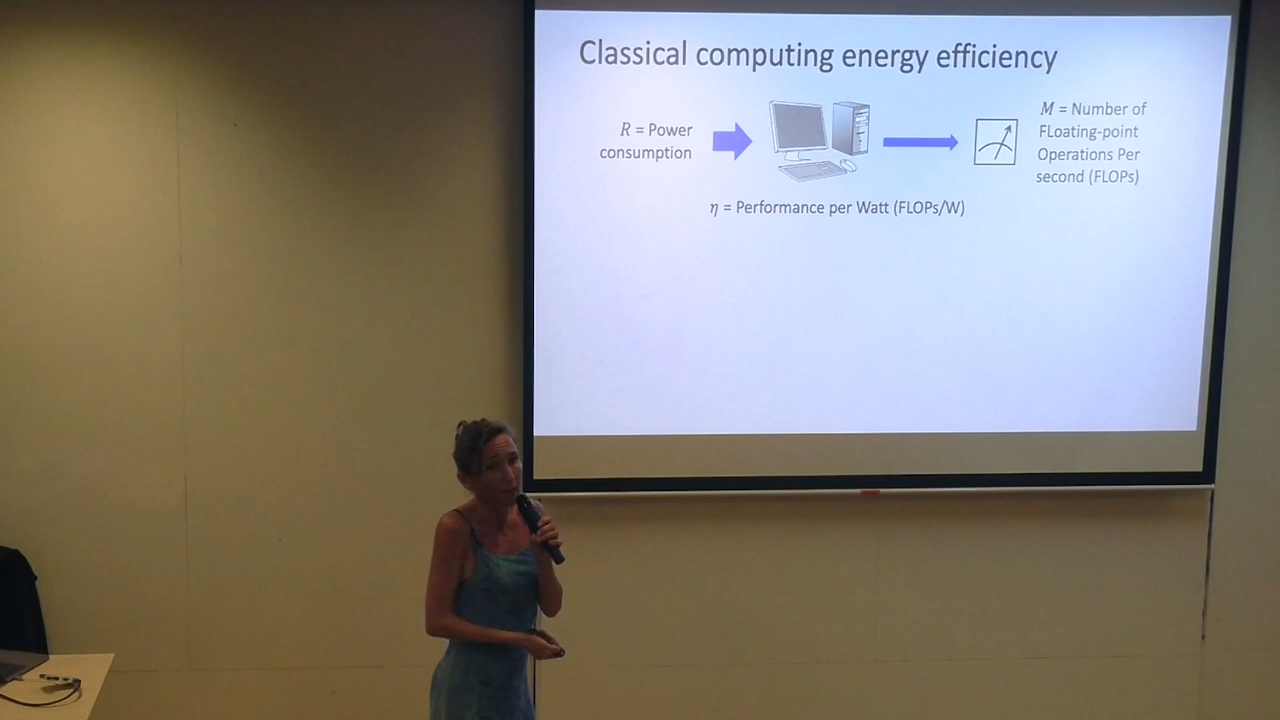 Classical computing energy efficiency
R = Power
consumption
M = Number of
FLoating-point
Operations Per
second (FLOPs)
η = Performance per Watt (FLOPs/W)